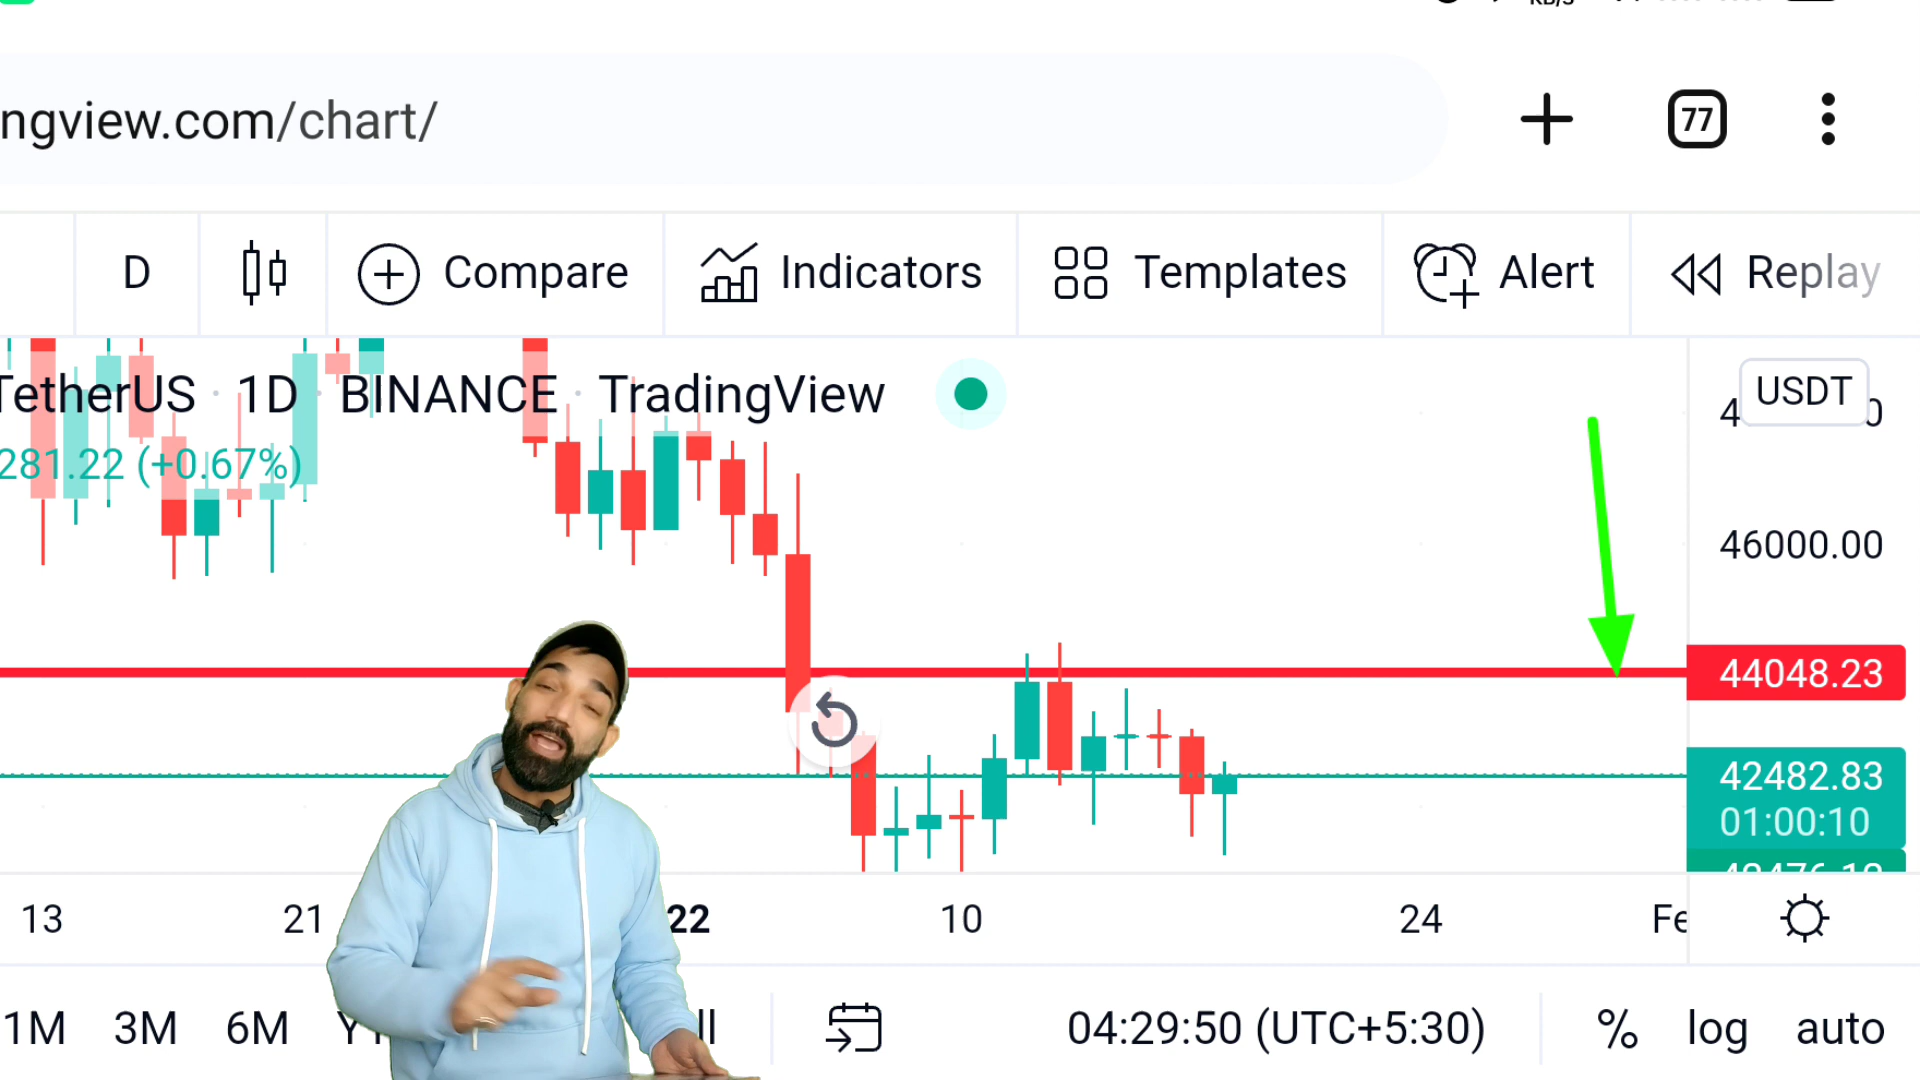 ngview.com/chart/
77
D
Compare
Indicators
Templates
Alert
Replay
TetherUS · 1D · BINANCE · TradingView
USDT
281.22 (+0.67%)
46000.00
44048.23
42482.83
01:00:10
13
21
22
10
24
Fe
1M
3M
6M
04:29:50 (UTC+5:30)
%
log
auto